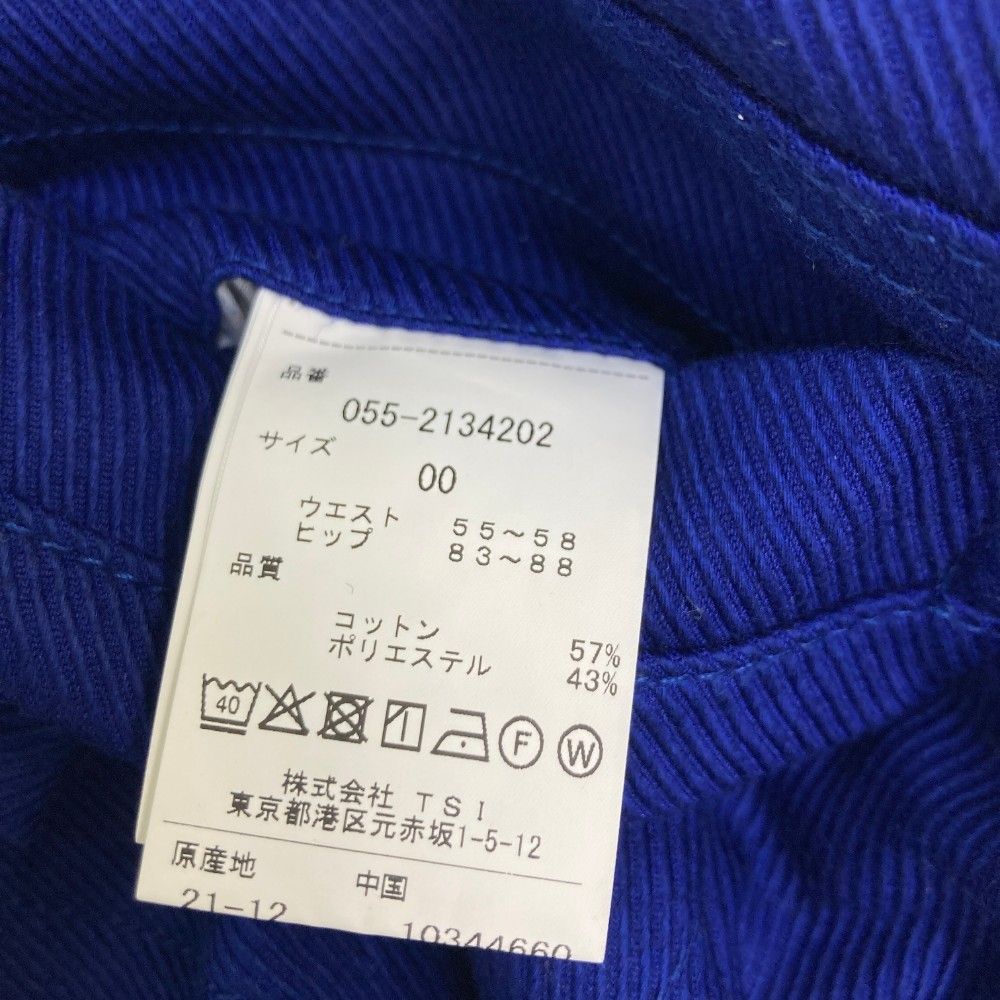 品番
055-2134202
サイズ
00
ウエスト 55～58
ヒップ 83～88
品質
コットン 57%
ポリエステル 43%
40
F W
株式会社 TSI
東京都港区元赤坂1-5-12
原産地 中国
21-12 10344660